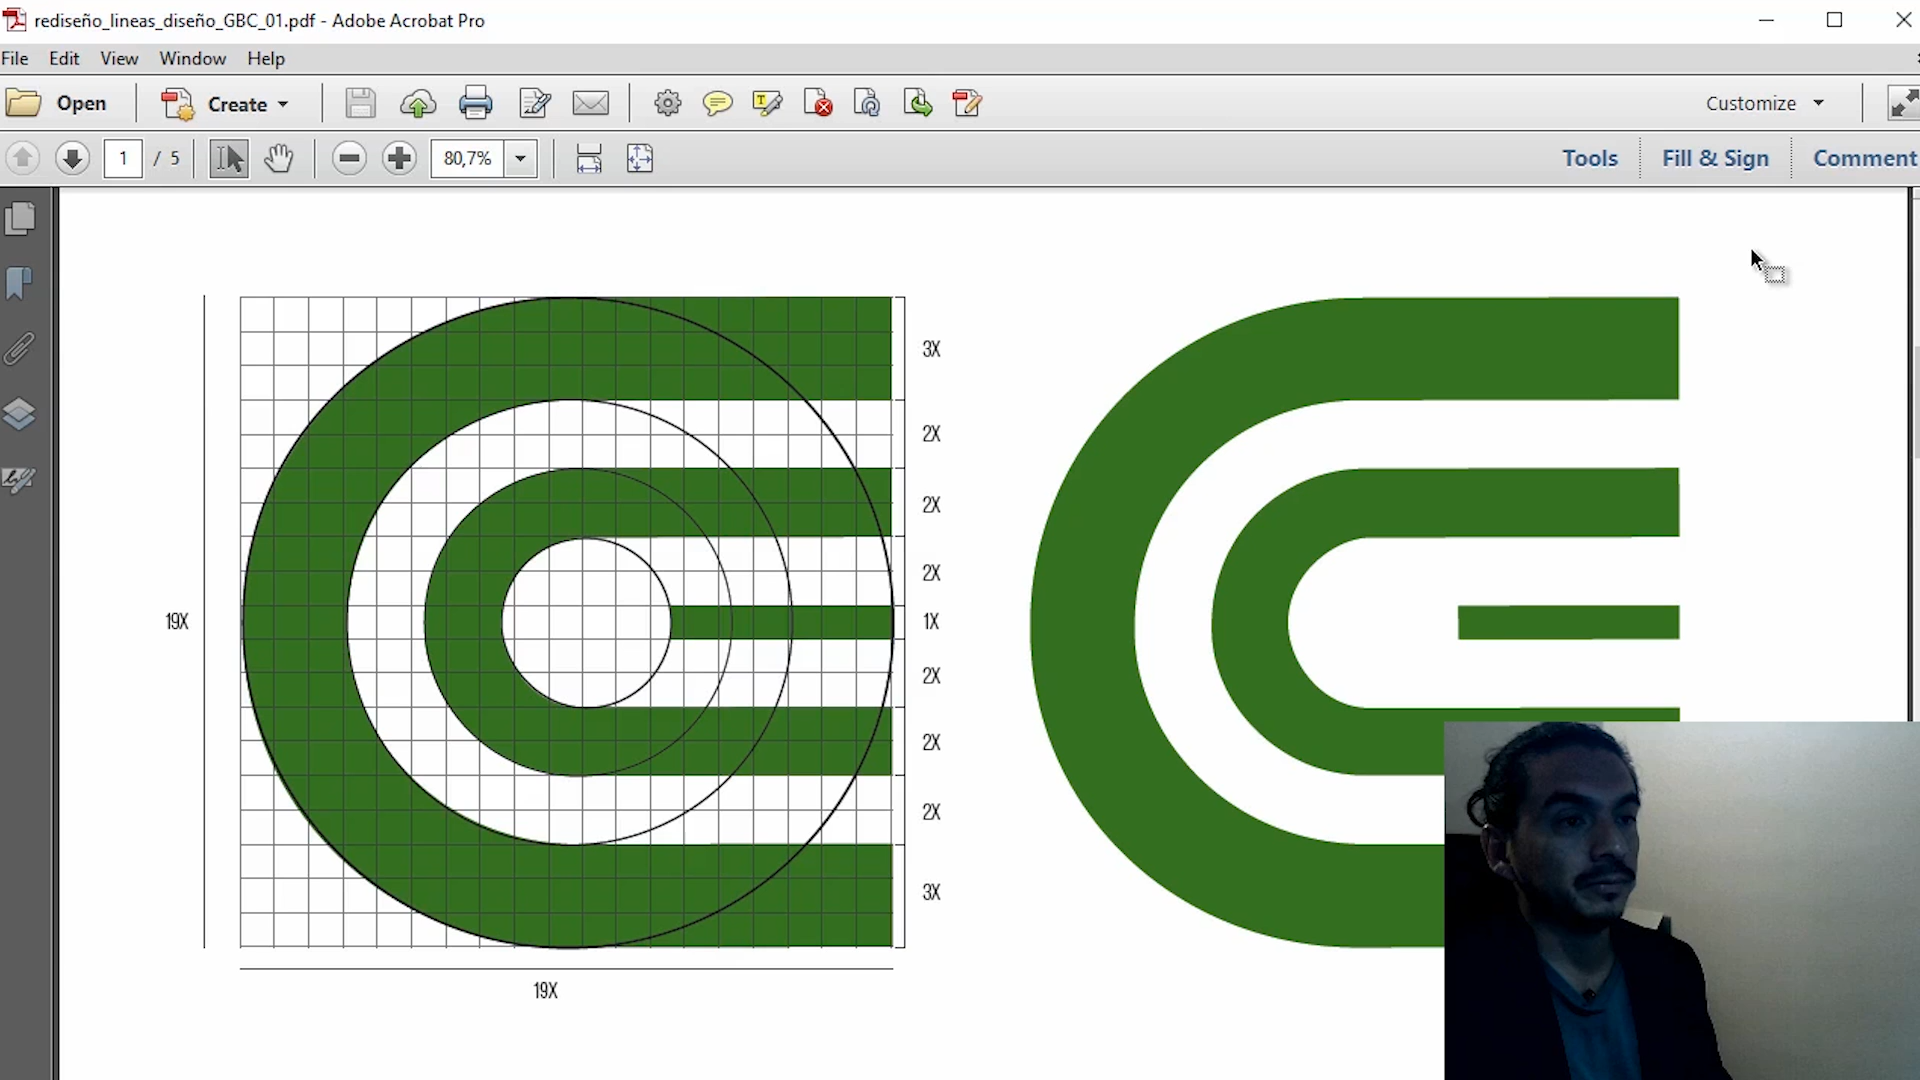 rediseño_lineas_diseño_GBC_01.pdf - Adobe Acrobat Pro
File Edit View Window Help
Open Create Customize
1 / 5 80,7% Tools Fill & Sign Comment
3X
2X
2X
2X
19X 1X
2X
2X
2X
3X
19X